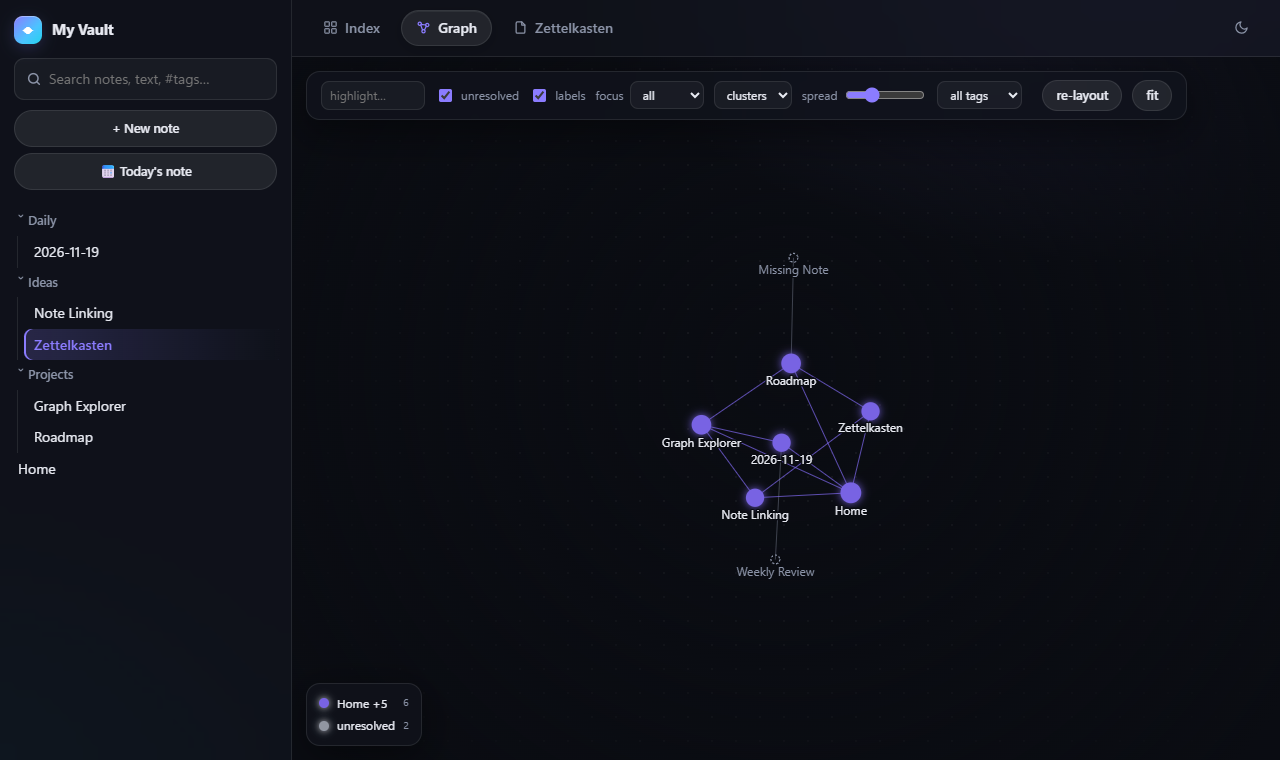 My Vault
Search notes, text, #tags...
+ New note
Today's note
Daily
2026-11-19
Ideas
Note Linking
Zettelkasten
Projects
Graph Explorer
Roadmap
Home
Index
Graph
Zettelkasten
highlight...
unresolved
labels
focus
all
clusters
spread
all tags
re-layout
fit
Missing Note
Roadmap
Zettelkasten
Graph Explorer
2026-11-19
Note Linking
Home
Weekly Review
Home +5 6
unresolved 2